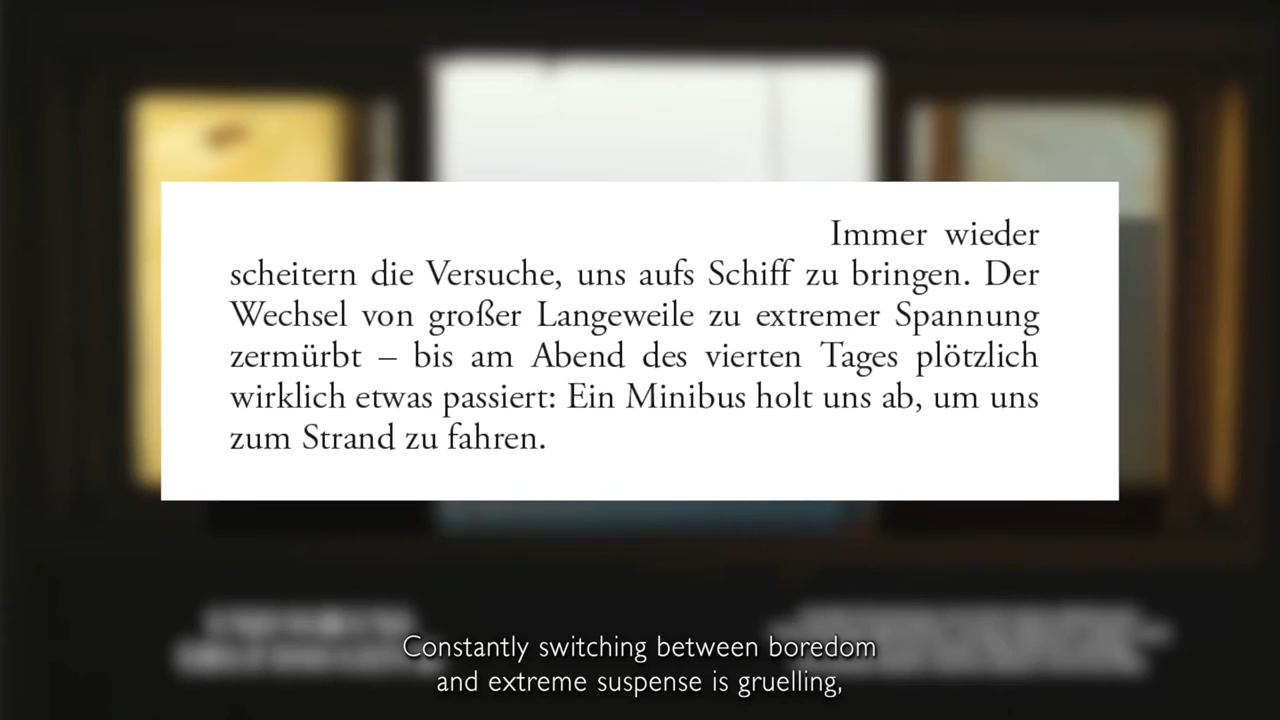 Immer wieder
scheitern die Versuche, uns aufs Schiff zu bringen. Der
Wechsel von großer Langeweile zu extremer Spannung
zermürbt – bis am Abend des vierten Tages plötzlich
wirklich etwas passiert: Ein Minibus holt uns ab, um uns
zum Strand zu fahren.
Constantly switching between boredom
and extreme suspense is gruelling,